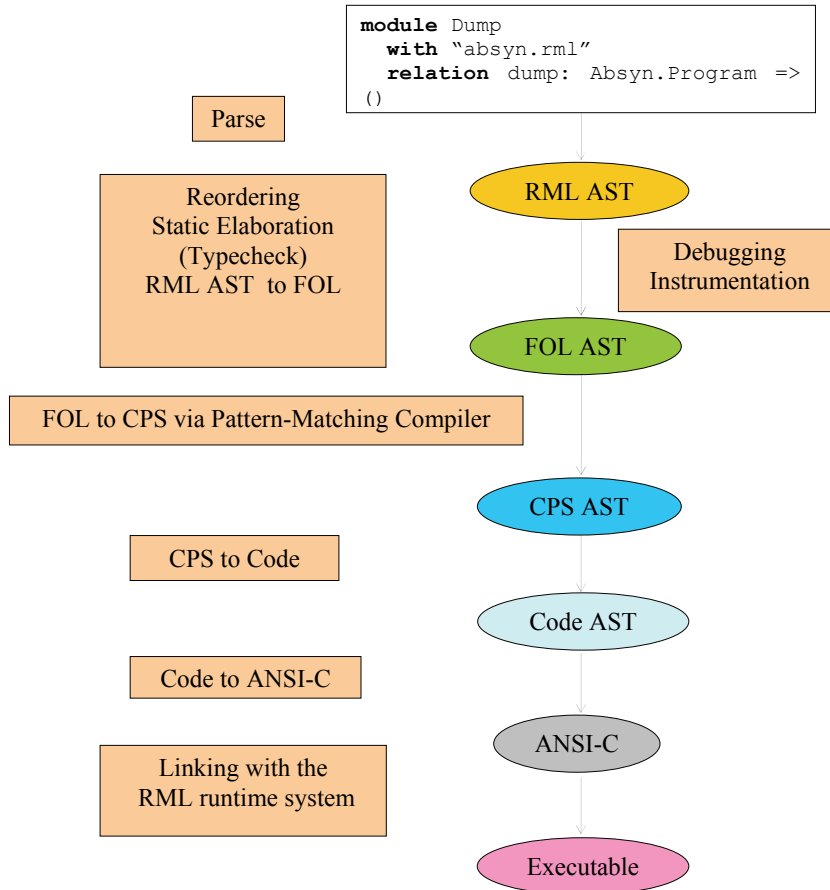 module Dump
with “absyn.rml”
relation dump: Absyn.Program =>
()
Parse
RML AST
Reordering
Static Elaboration
(Typecheck)
RML AST to FOL
Debugging
Instrumentation
FOL AST
FOL to CPS via Pattern-Matching Compiler
CPS AST
CPS to Code
Code AST
Code to ANSI-C
ANSI-C
Linking with the
RML runtime system
Executable